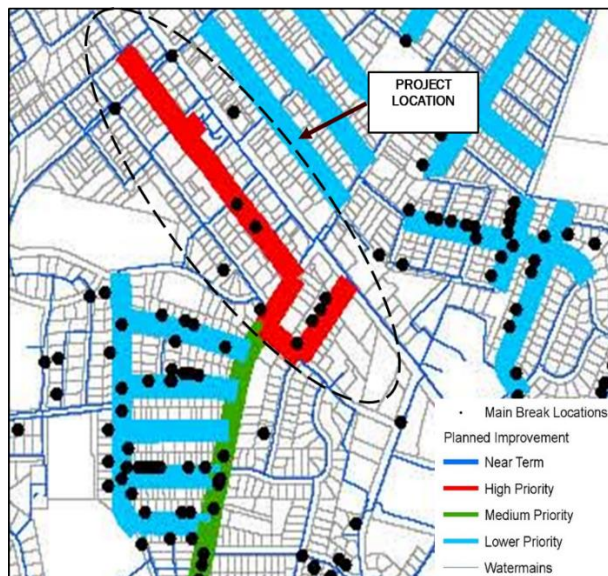 PROJECT
LOCATION
Main Break Locations
Planned Improvement
Near Term
High Priority
Medium Priority
Lower Priority
Watermains